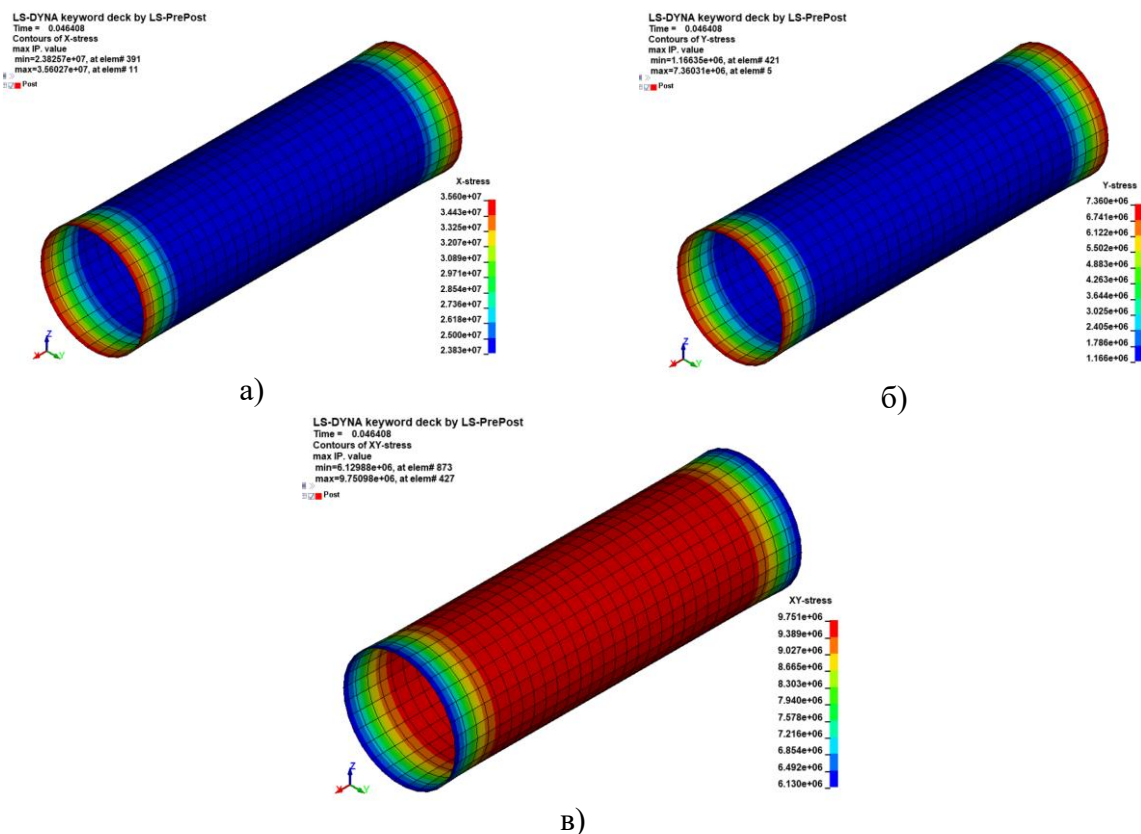 LS-DYNA keyword deck by LS-PrePost
Time = 0.046408
Contours of X-stress
max IP. value
min=2.38257e+07, at elem# 391
max=3.56027e+07, at elem# 11
Post
X-stress
3.560e+07
3.443e+07
3.325e+07
3.207e+07
3.089e+07
2.971e+07
2.854e+07
2.736e+07
2.618e+07
2.500e+07
2.383e+07
Z
X Y
а)
LS-DYNA keyword deck by LS-PrePost
Time = 0.046408
Contours of Y-stress
max IP. value
min=1.16635e+06, at elem# 421
max=7.36031e+06, at elem# 5
Post
Y-stress
7.360e+06
6.741e+06
6.122e+06
5.502e+06
4.883e+06
4.263e+06
3.644e+06
3.025e+06
2.405e+06
1.786e+06
1.166e+06
Z
X Y
б)
LS-DYNA keyword deck by LS-PrePost
Time = 0.046408
Contours of XY-stress
max IP. value
min=6.12988e+06, at elem# 873
max=9.75098e+06, at elem# 427
Post
XY-stress
9.751e+06
9.389e+06
9.027e+06
8.665e+06
8.303e+06
7.940e+06
7.578e+06
7.216e+06
6.854e+06
6.492e+06
6.130e+06
Z
X Y
в)